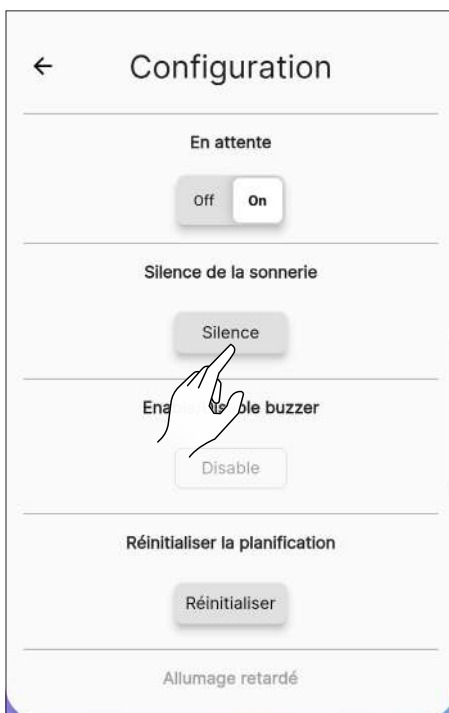 Configuration
En attente
Off On
Silence de la sonnerie
Silence
buzzer
Disable
Réinitialiser la planification
Réinitialiser
Allumage retardé